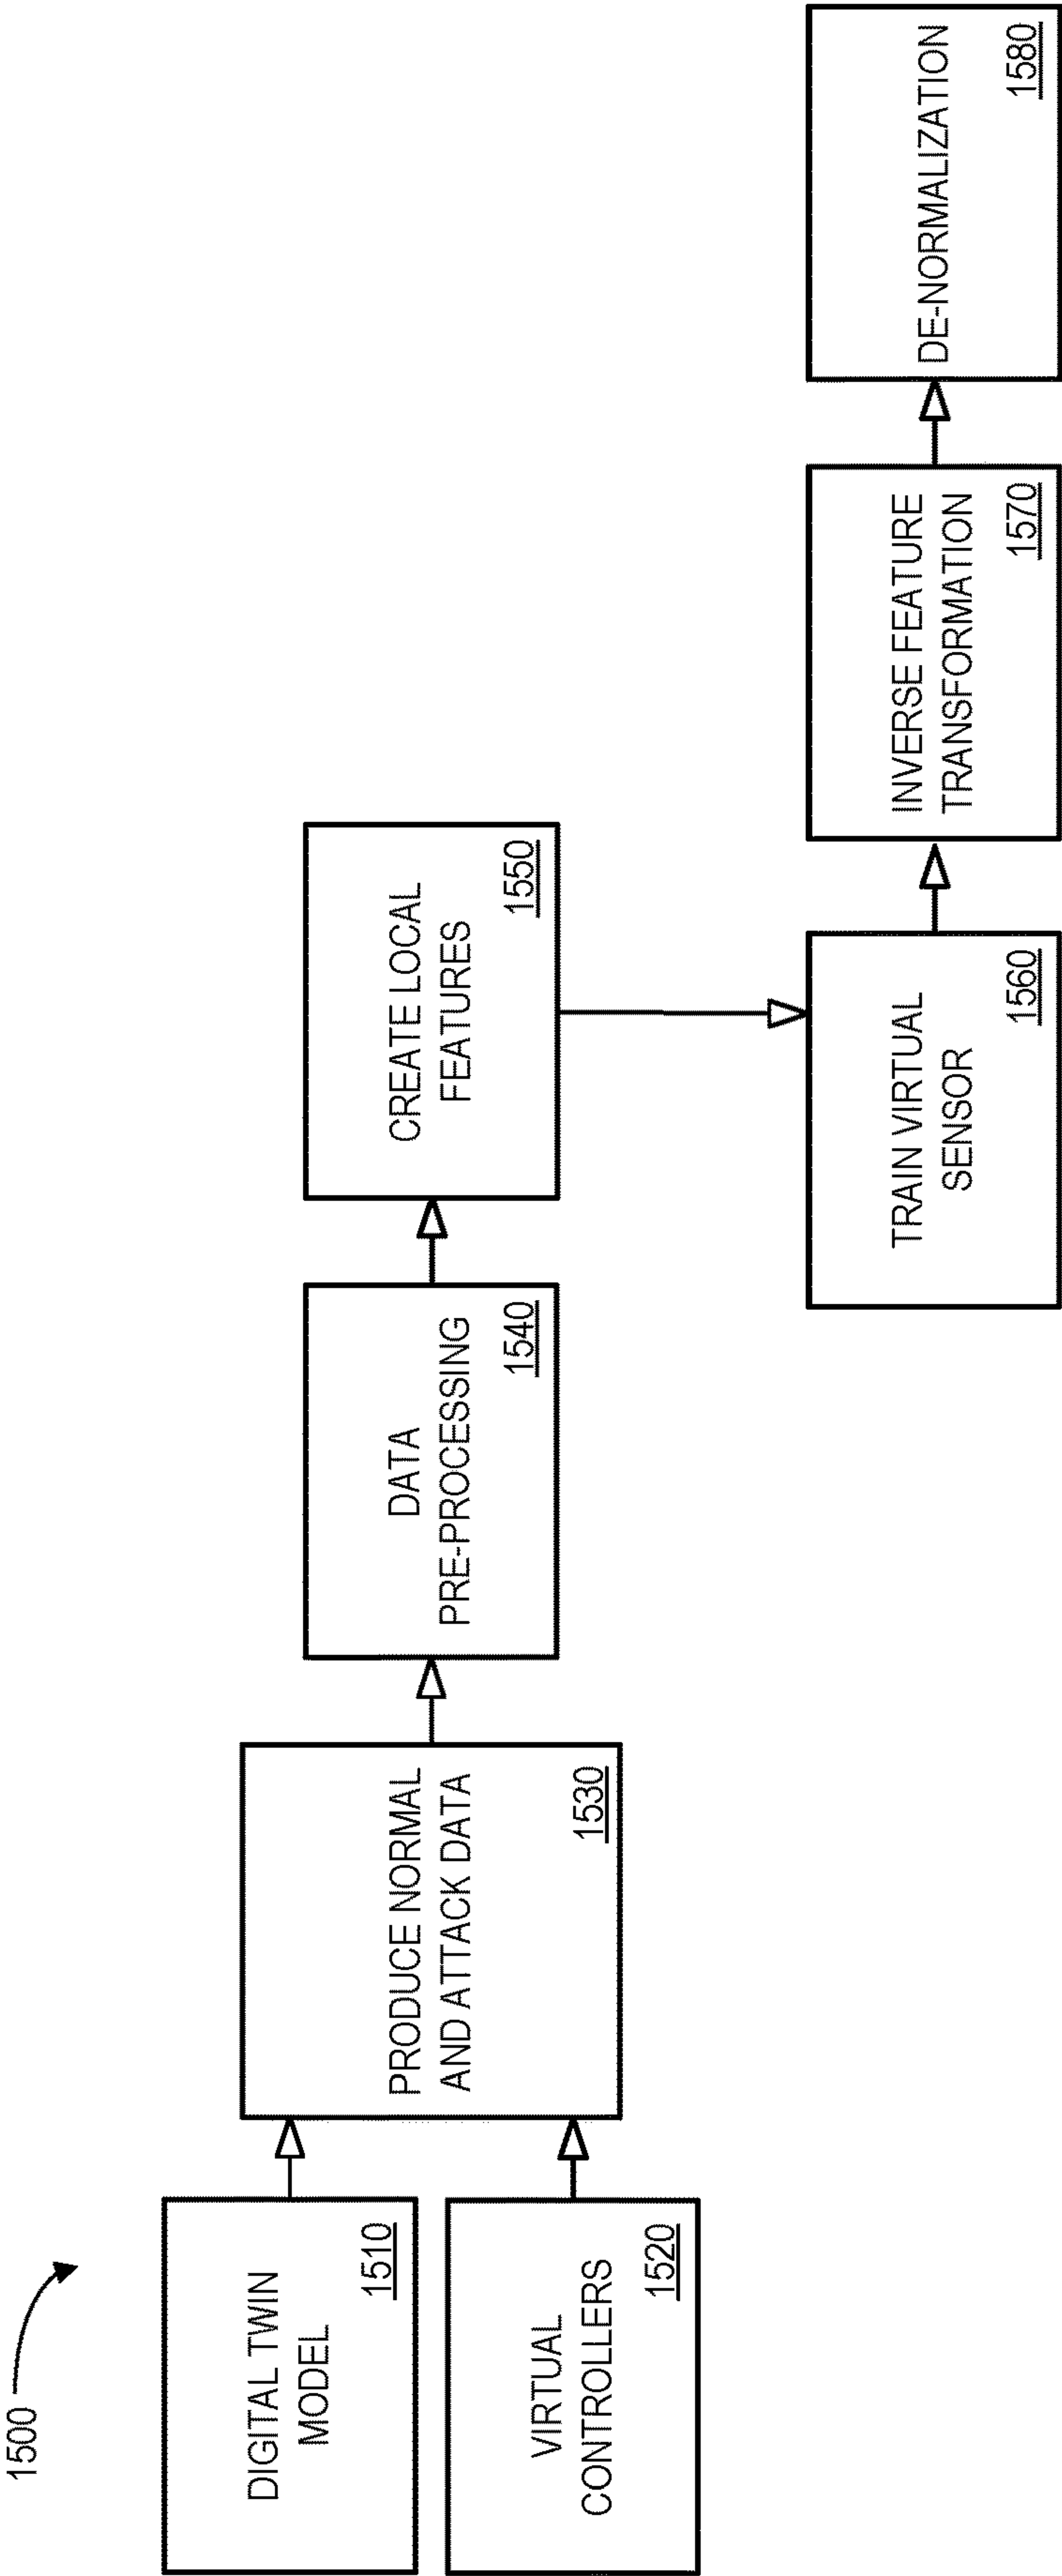 1500
DIGITAL TWIN
MODEL
1510
VIRTUAL
CONTROLLERS
1520
PRODUCE NORMAL
AND ATTACK DATA
1530
DATA
PRE-PROCESSING
1540
CREATE LOCAL
FEATURES
1550
TRAIN VIRTUAL
SENSOR
1560
INVERSE FEATURE
TRANSFORMATION
1570
DE-NORMALIZATION
1580